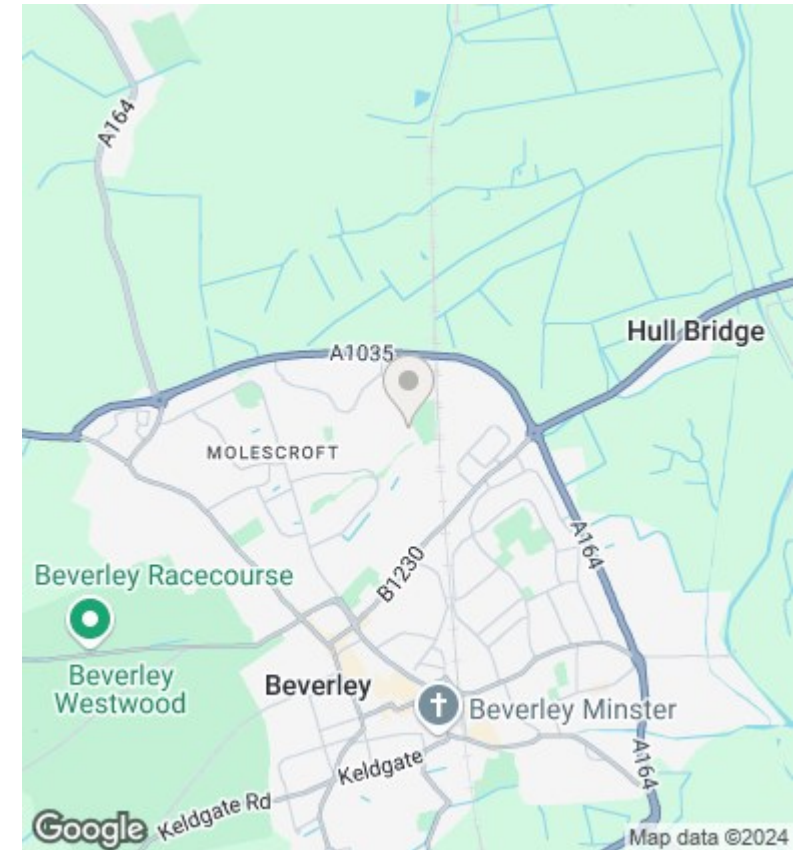 A164
Hull Bridge
A1035
MOLESCROFT
A164
B1230
Beverley Racecourse
Beverley
Westwood
Beverley
Beverley Minster
Keldgate
A164
Keldgate Rd
Google
Map data ©2024